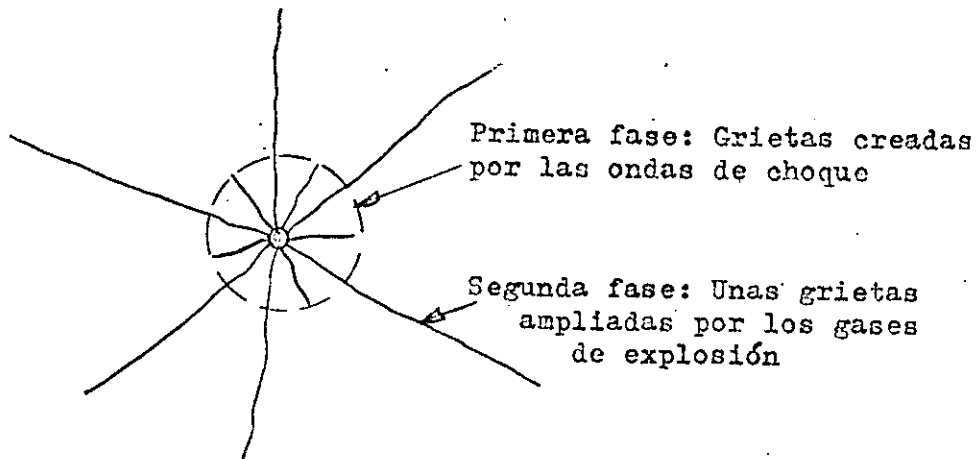 Primera fase: Grietas creadas
por las ondas de choque
Segunda fase: Unas grietas
ampliadas por los gases
de explosión